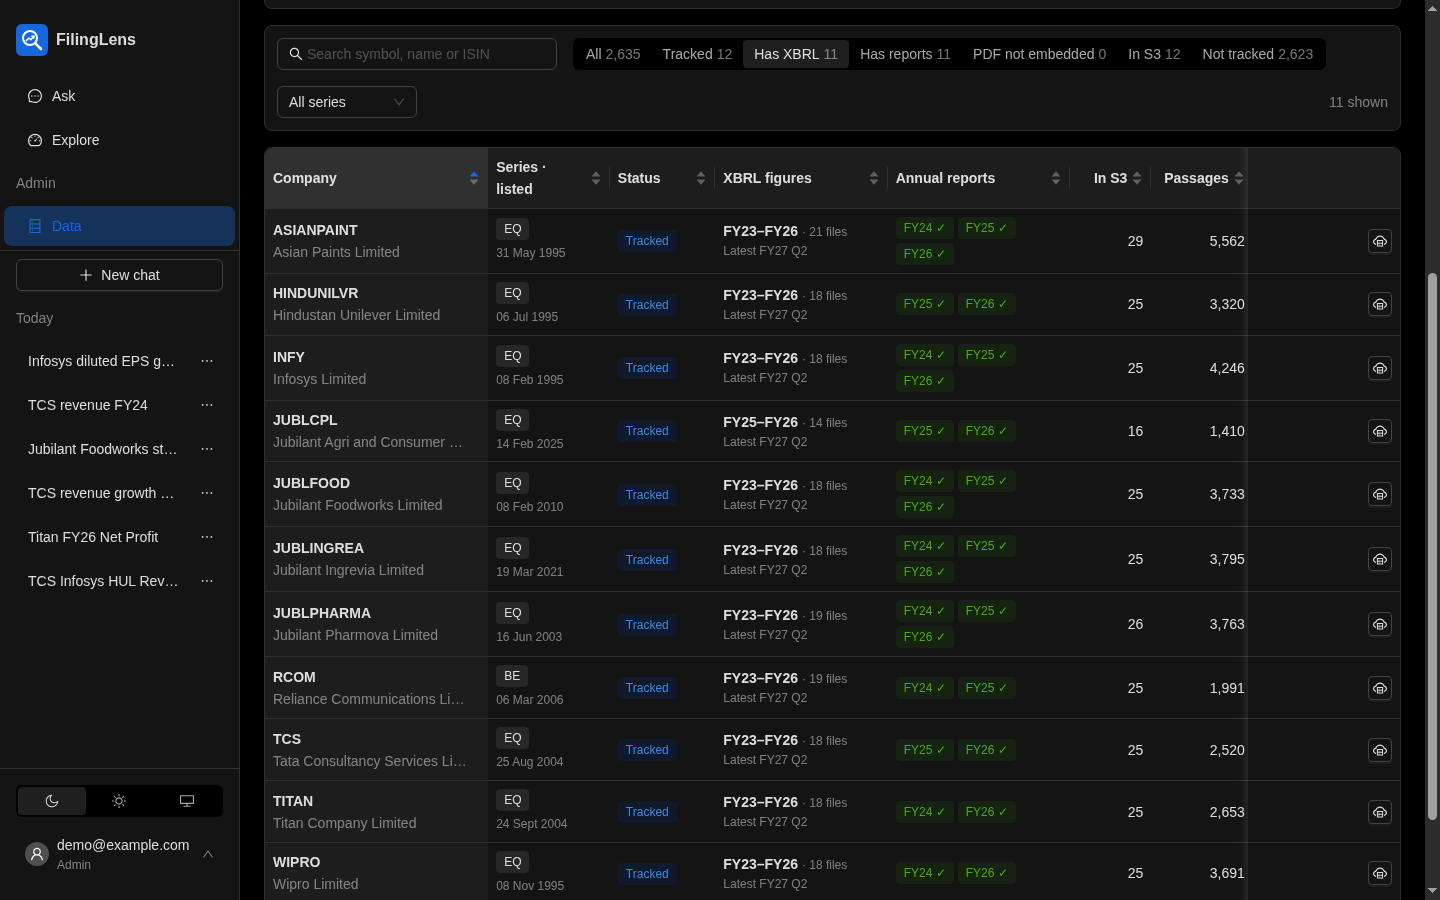 FilingLens
Ask
Explore
Admin
Data
New chat
Today
Infosys diluted EPS g...
TCS revenue FY24
Jubilant Foodworks st...
TCS revenue growth ...
Titan FY26 Net Profit
TCS Infosys HUL Rev...
demo@example.com
Admin
Search symbol, name or ISIN
All 2,635 Tracked 12 Has XBRL 11 Has reports 11 PDF not embedded 0 In S3 12 Not tracked 2,623
All series
11 shown
Company Series · listed Status XBRL figures Annual reports In S3 Passages
ASIANPAINT EQ Tracked FY23–FY26 · 21 files FY24 ✓ FY25 ✓ 29 5,562
Asian Paints Limited 31 May 1995 Latest FY27 Q2 FY26 ✓
HINDUNILVR EQ Tracked FY23–FY26 · 18 files FY25 ✓ FY26 ✓ 25 3,320
Hindustan Unilever Limited 06 Jul 1995 Latest FY27 Q2
INFY EQ Tracked FY23–FY26 · 18 files FY24 ✓ FY25 ✓ 25 4,246
Infosys Limited 08 Feb 1995 Latest FY27 Q2 FY26 ✓
JUBLCPL EQ Tracked FY25–FY26 · 14 files FY25 ✓ FY26 ✓ 16 1,410
Jubilant Agri and Consumer ... 14 Feb 2025 Latest FY27 Q2
JUBLFOOD EQ Tracked FY23–FY26 · 18 files FY24 ✓ FY25 ✓ 25 3,733
Jubilant Foodworks Limited 08 Feb 2010 Latest FY27 Q2 FY26 ✓
JUBLINGREA EQ Tracked FY23–FY26 · 18 files FY24 ✓ FY25 ✓ 25 3,795
Jubilant Ingrevia Limited 19 Mar 2021 Latest FY27 Q2 FY26 ✓
JUBLPHARMA EQ Tracked FY23–FY26 · 19 files FY24 ✓ FY25 ✓ 26 3,763
Jubilant Pharmova Limited 16 Jun 2003 Latest FY27 Q2 FY26 ✓
RCOM BE Tracked FY23–FY26 · 19 files FY24 ✓ FY25 ✓ 25 1,991
Reliance Communications Li... 06 Mar 2006 Latest FY27 Q2
TCS EQ Tracked FY23–FY26 · 18 files FY25 ✓ FY26 ✓ 25 2,520
Tata Consultancy Services Li... 25 Aug 2004 Latest FY27 Q2
TITAN EQ Tracked FY23–FY26 · 18 files FY24 ✓ FY26 ✓ 25 2,653
Titan Company Limited 24 Sept 2004 Latest FY27 Q2
WIPRO EQ Tracked FY23–FY26 · 18 files FY24 ✓ FY26 ✓ 25 3,691
Wipro Limited 08 Nov 1995 Latest FY27 Q2